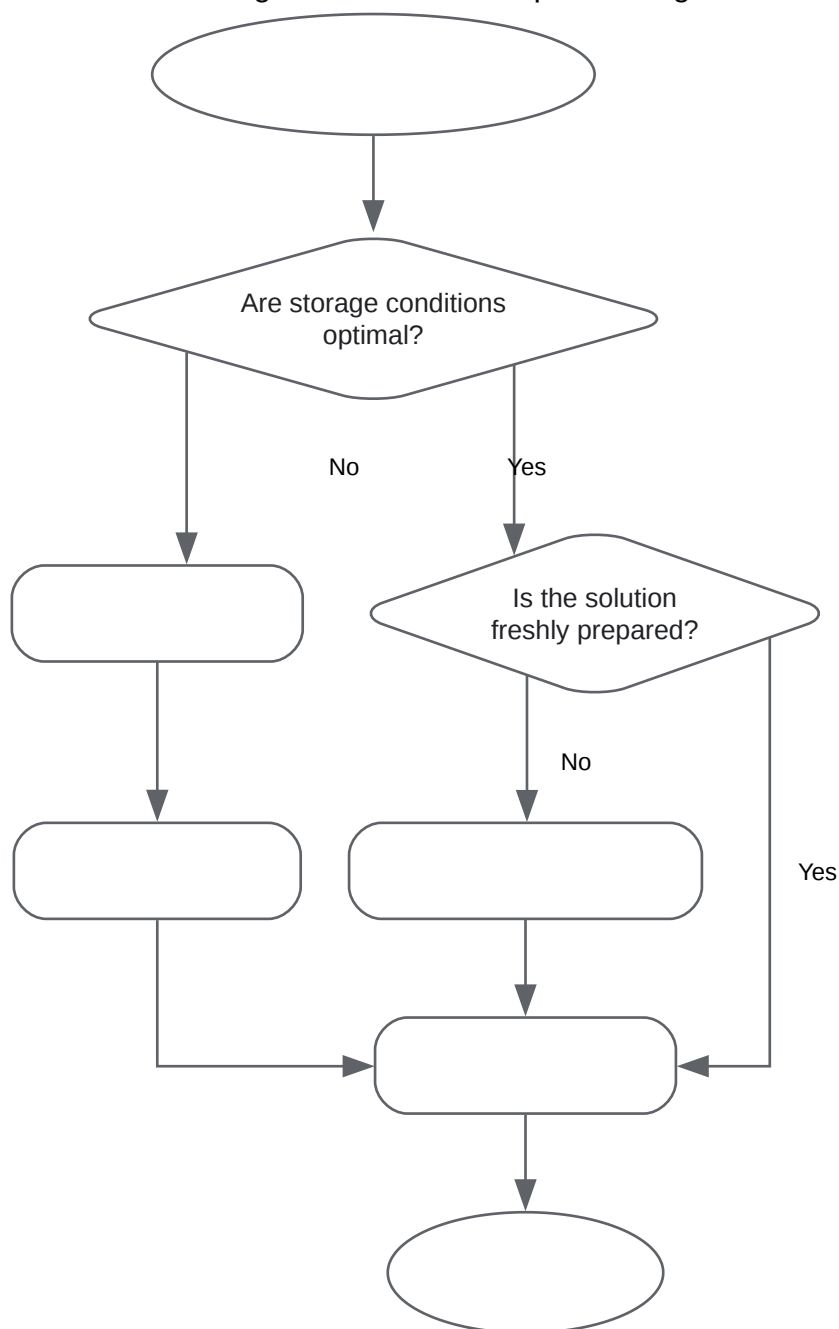 Are storage conditions
optimal?
No
Yes
Is the solution
freshly prepared?
No
Yes